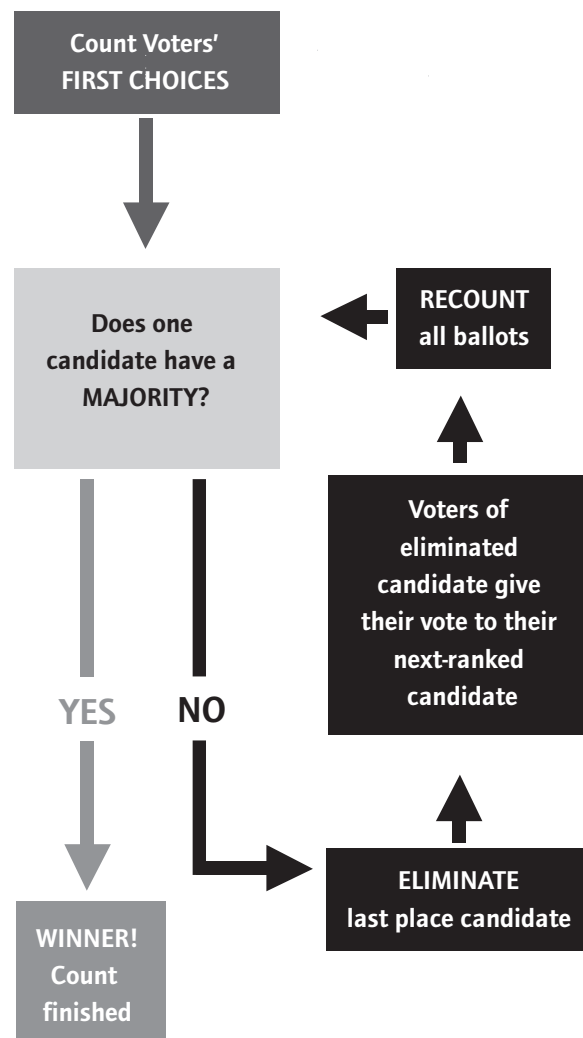 Count Voters'
FIRST CHOICES
Does one
candidate have a
MAJORITY?
YES
NO
WINNER!
Count
finished
ELIMINATE
last place candidate
Voters of
eliminated
candidate give
their vote to their
next-ranked
candidate
RECOUNT
all ballots